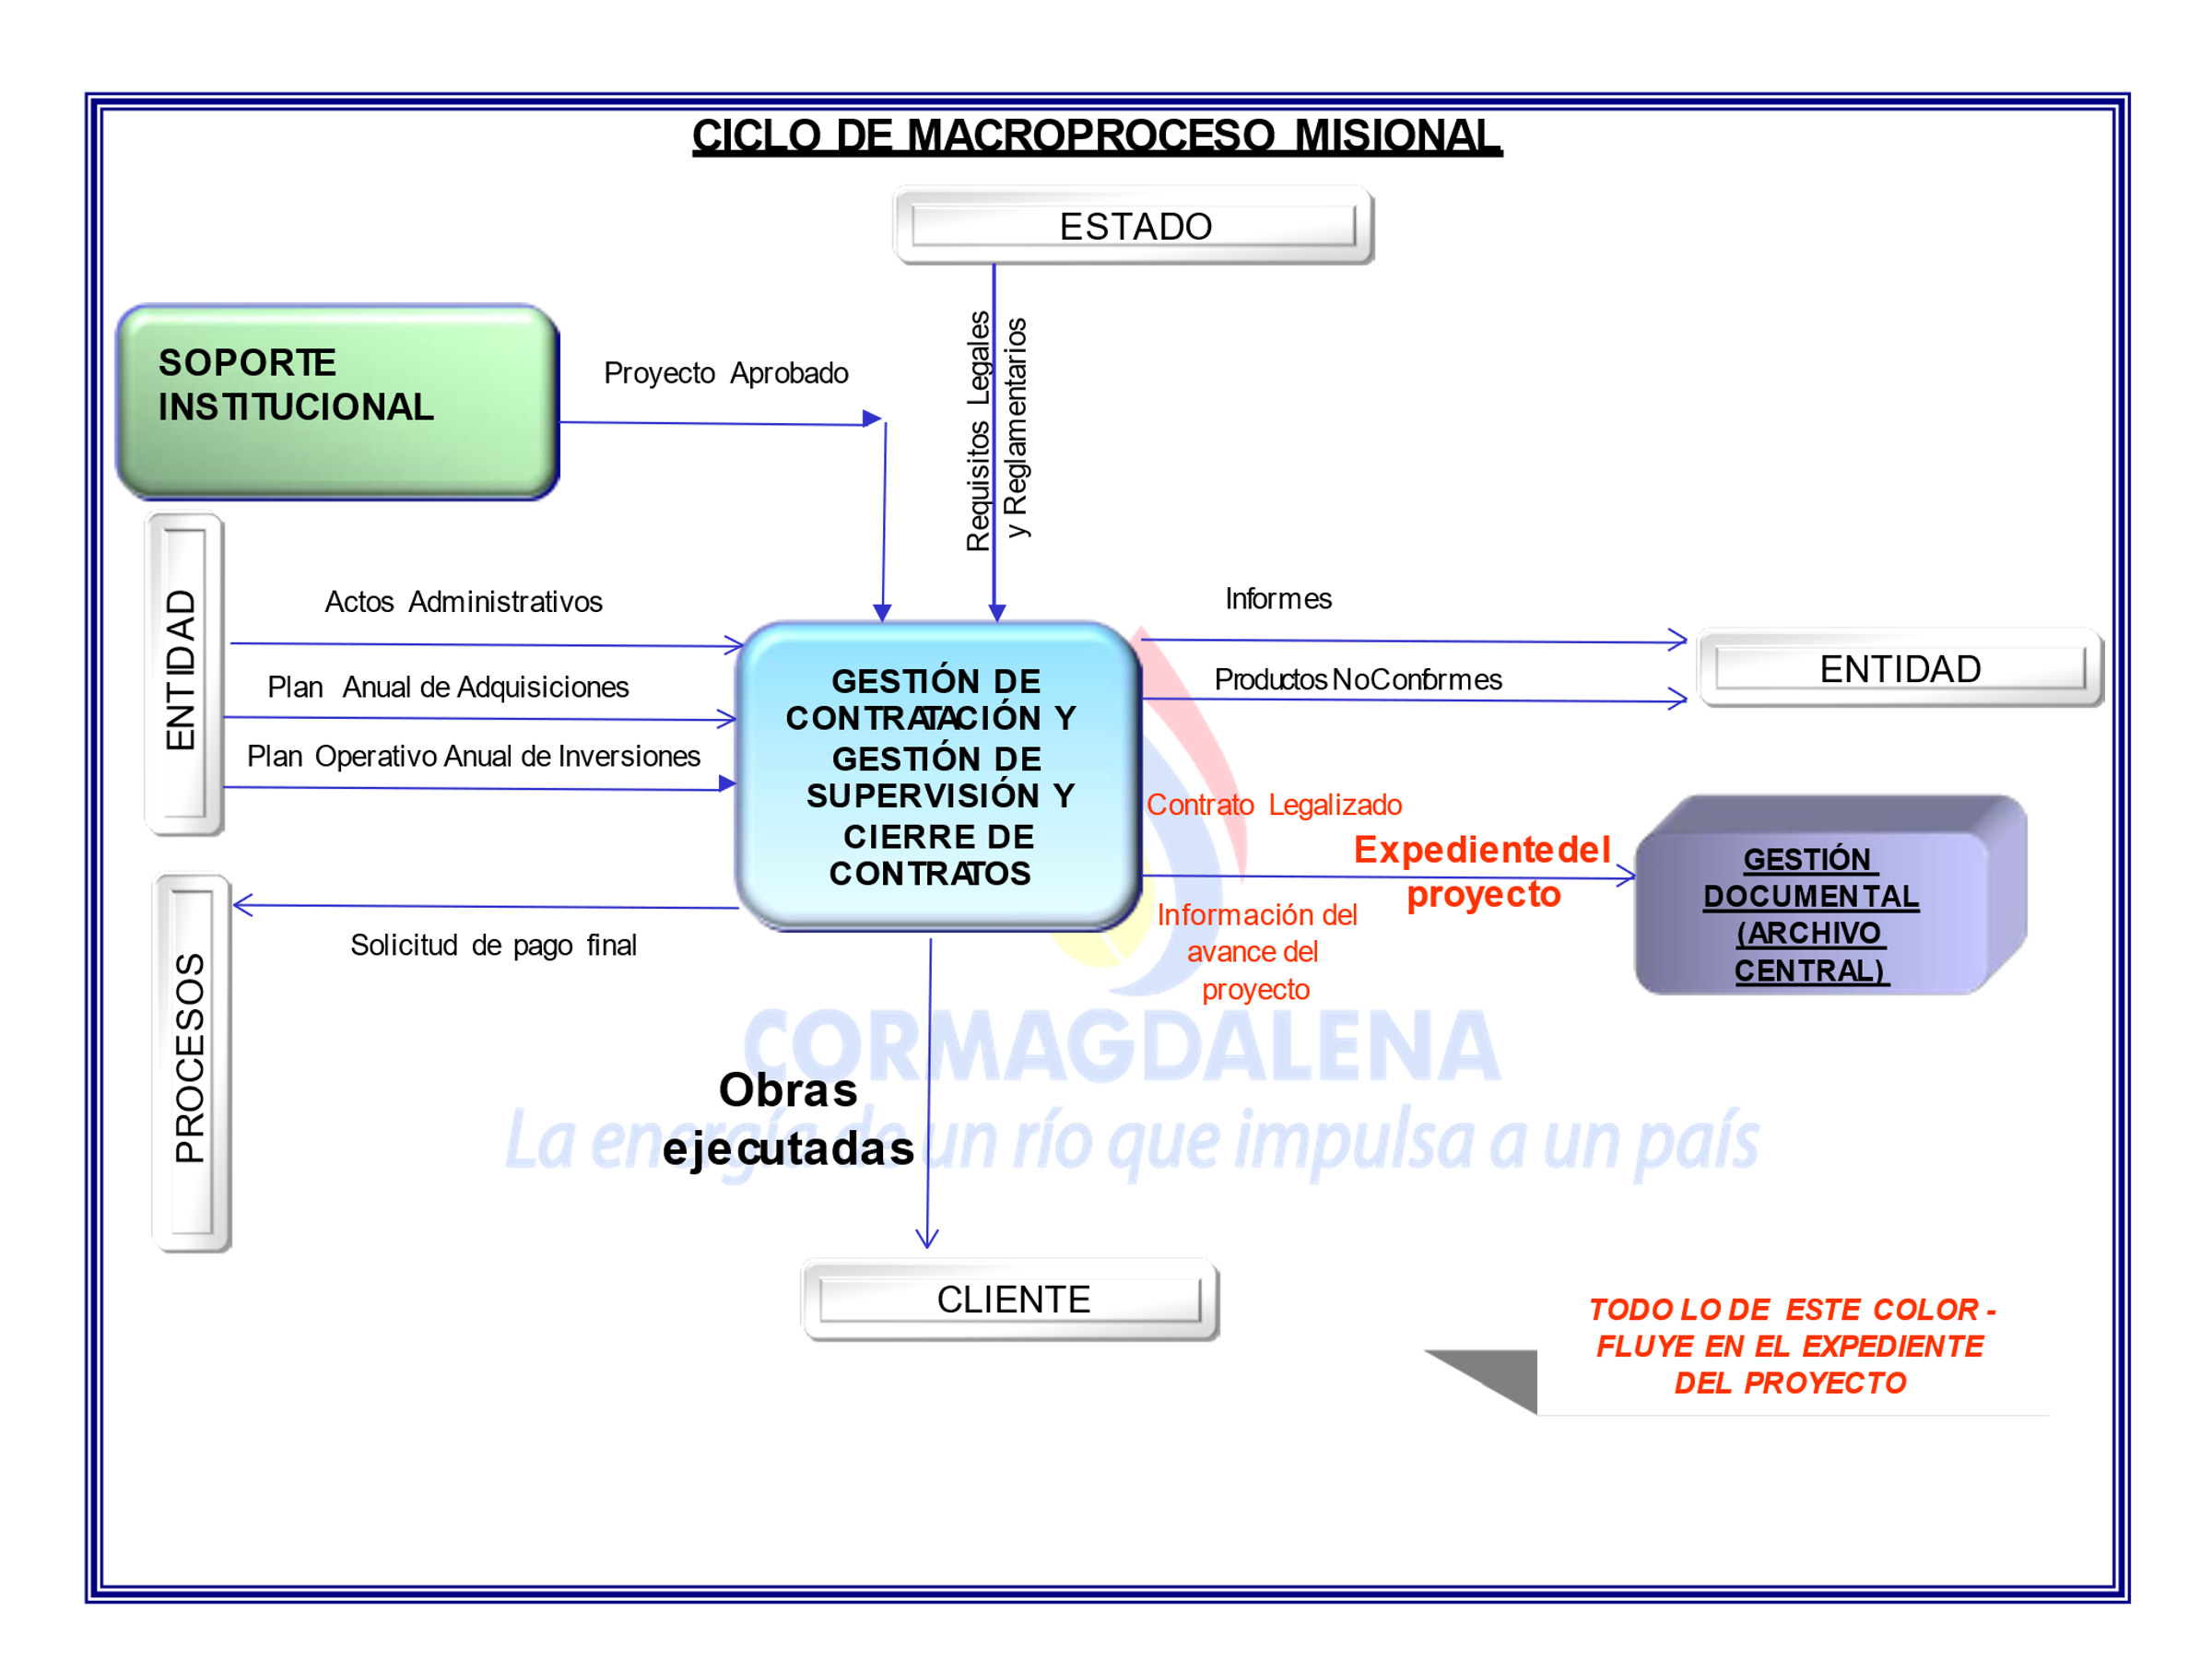 CICLO DE MACROPROCESO MISIONAL
ESTADO
SOPORTE
INSTITUCIONAL
Proyecto Aprobado
Requisitos Legales
y Reglamentarios
ENTIDAD
Actos Administrativos
Plan Anual de Adquisiciones
Plan Operativo Anual de Inversiones
GESTIÓN DE
CONTRATACIÓN Y
GESTIÓN DE
SUPERVISIÓN Y
CIERRE DE
CONTRATOS
Informes
Productos No Conformes
ENTIDAD
Contrato Legalizado
Expediente del
proyecto
Información del
avance del
proyecto
GESTIÓN
DOCUMENTAL
(ARCHIVO
CENTRAL)
PROCESOS
Solicitud de pago final
CORMAGDALENA
La energía de un río que impulsa a un país
Obras
ejecutadas
CLIENTE
TODO LO DE ESTE COLOR -
FLUYE EN EL EXPEDIENTE
DEL PROYECTO